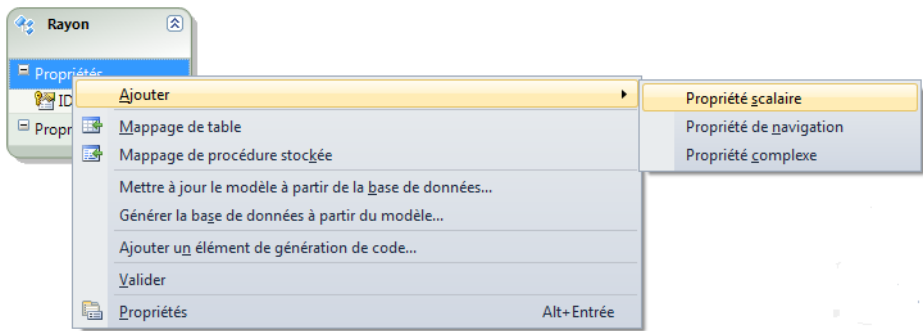 Rayon
Propriétés
Ajouter
Propriété scalaire
ID
Propr
Mappage de table
Propriété de navigation
Mappage de procédure stockée
Propriété complexe
Mettre à jour le modèle à partir de la base de données...
Générer la base de données à partir du modèle...
Ajouter un élément de génération de code...
Valider
Propriétés Alt+Entrée